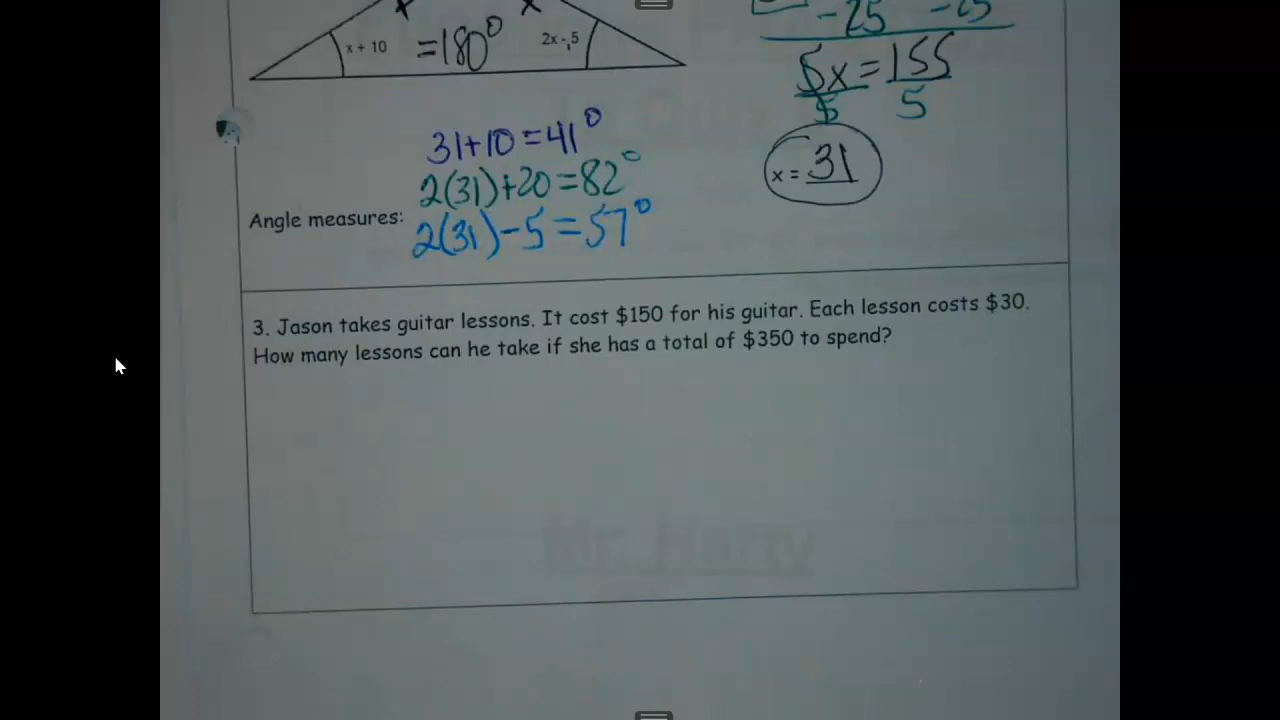 -25 -25
x + 10 =180° 2x - 5
5x=155
5 5
31+10=41°
2(31)+20=82°
x = 31
Angle measures:
2(31)-5=57°
3. Jason takes guitar lessons. It cost $150 for his guitar. Each lesson costs $30.
How many lessons can he take if she has a total of $350 to spend?
Mr. Harty